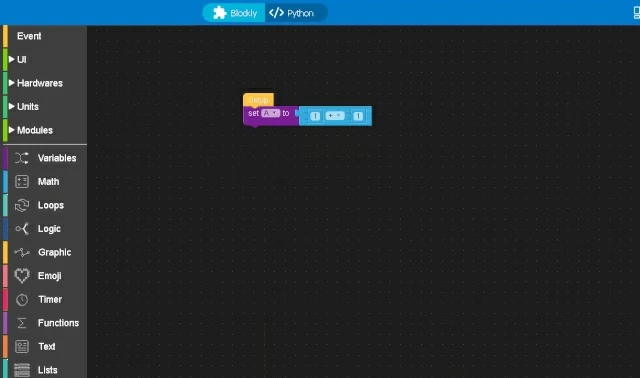 Blockly
Python
Event
UI
Hardwares
Units
Modules
Setup
set A to 1 + 1
Variables
Math
Loops
Logic
Graphic
Emoji
Timer
Functions
Text
Lists